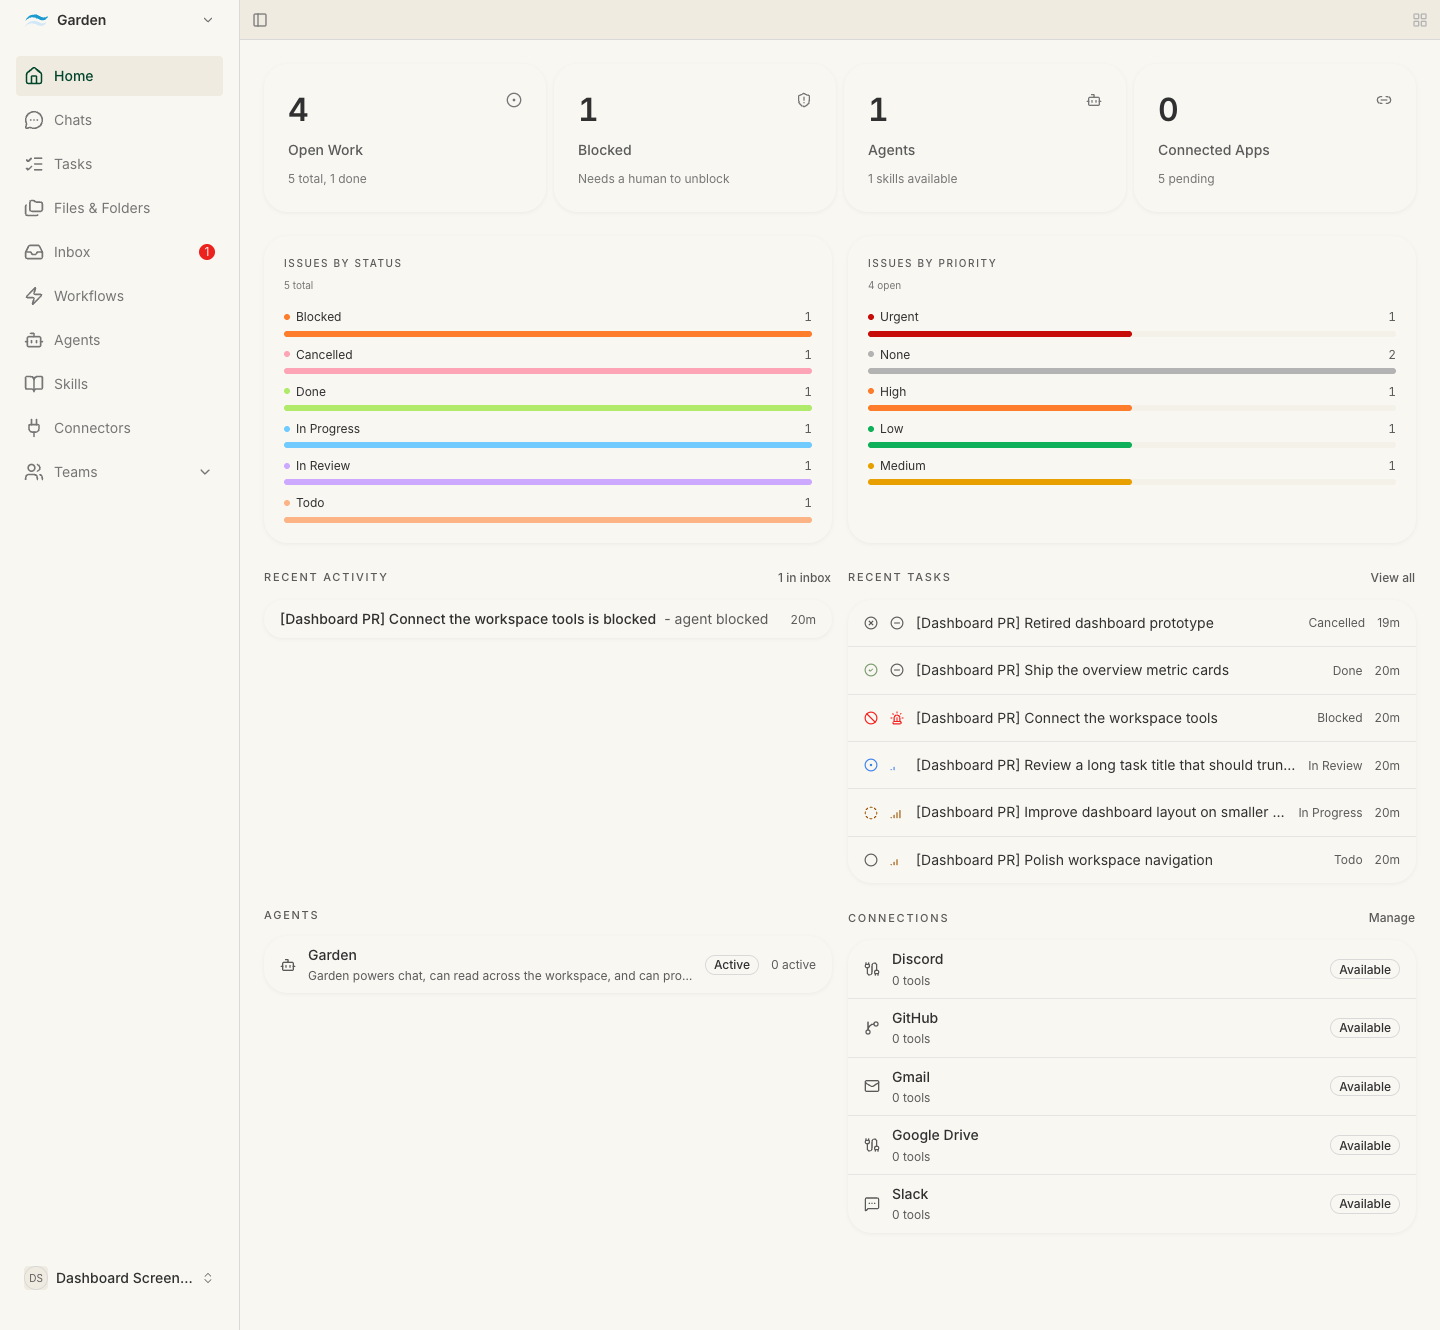 Garden
Home
Chats
Tasks
Files & Folders
Inbox
1
Workflows
Agents
Skills
Connectors
Teams
DS
Dashboard Screen...
4
Open Work
5 total, 1 done
1
Blocked
Needs a human to unblock
1
Agents
1 skills available
0
Connected Apps
5 pending
ISSUES BY STATUS
5 total
Blocked 1
Cancelled 1
Done 1
In Progress 1
In Review 1
Todo 1
ISSUES BY PRIORITY
4 open
Urgent 1
None 2
High 1
Low 1
Medium 1
RECENT ACTIVITY 1 in inbox
[Dashboard PR] Connect the workspace tools is blocked - agent blocked 20m
RECENT TASKS View all
[Dashboard PR] Retired dashboard prototype Cancelled 19m
[Dashboard PR] Ship the overview metric cards Done 20m
[Dashboard PR] Connect the workspace tools Blocked 20m
[Dashboard PR] Review a long task title that should trun... In Review 20m
[Dashboard PR] Improve dashboard layout on smaller ... In Progress 20m
[Dashboard PR] Polish workspace navigation Todo 20m
AGENTS
Garden
Garden powers chat, can read across the workspace, and can pro...
Active 0 active
CONNECTIONS Manage
Discord
0 tools
Available
GitHub
0 tools
Available
Gmail
0 tools
Available
Google Drive
0 tools
Available
Slack
0 tools
Available